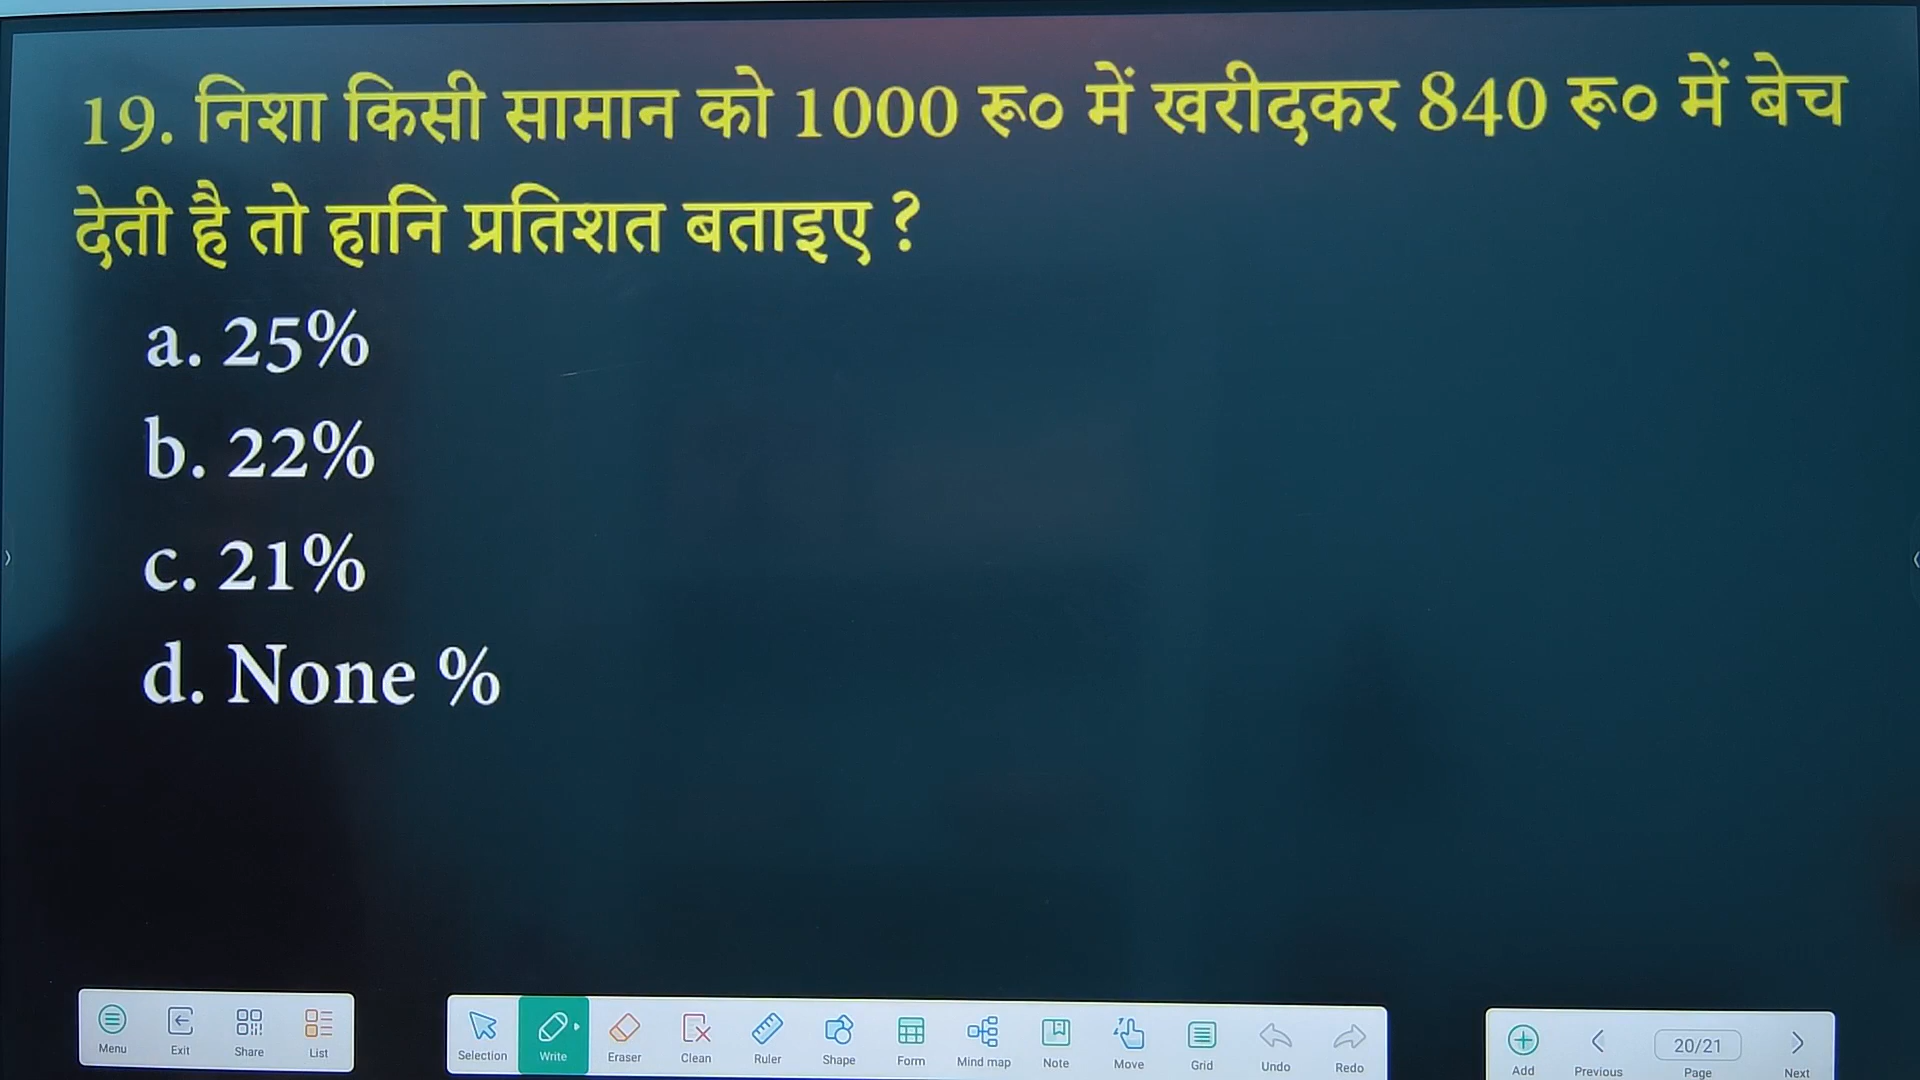 19. निशा किसी सामान को 1000 रू० में खरीदकर 840 रू० में बेच
देती है तो हानि प्रतिशत बताइए ?
a. 25%
b. 22%
c. 21%
d. None %
Menu Exit Share List Selection Write Eraser Clean Ruler Shape Form Mind map Note Move Grid Undo Redo Add Previous 20/21 Page Next